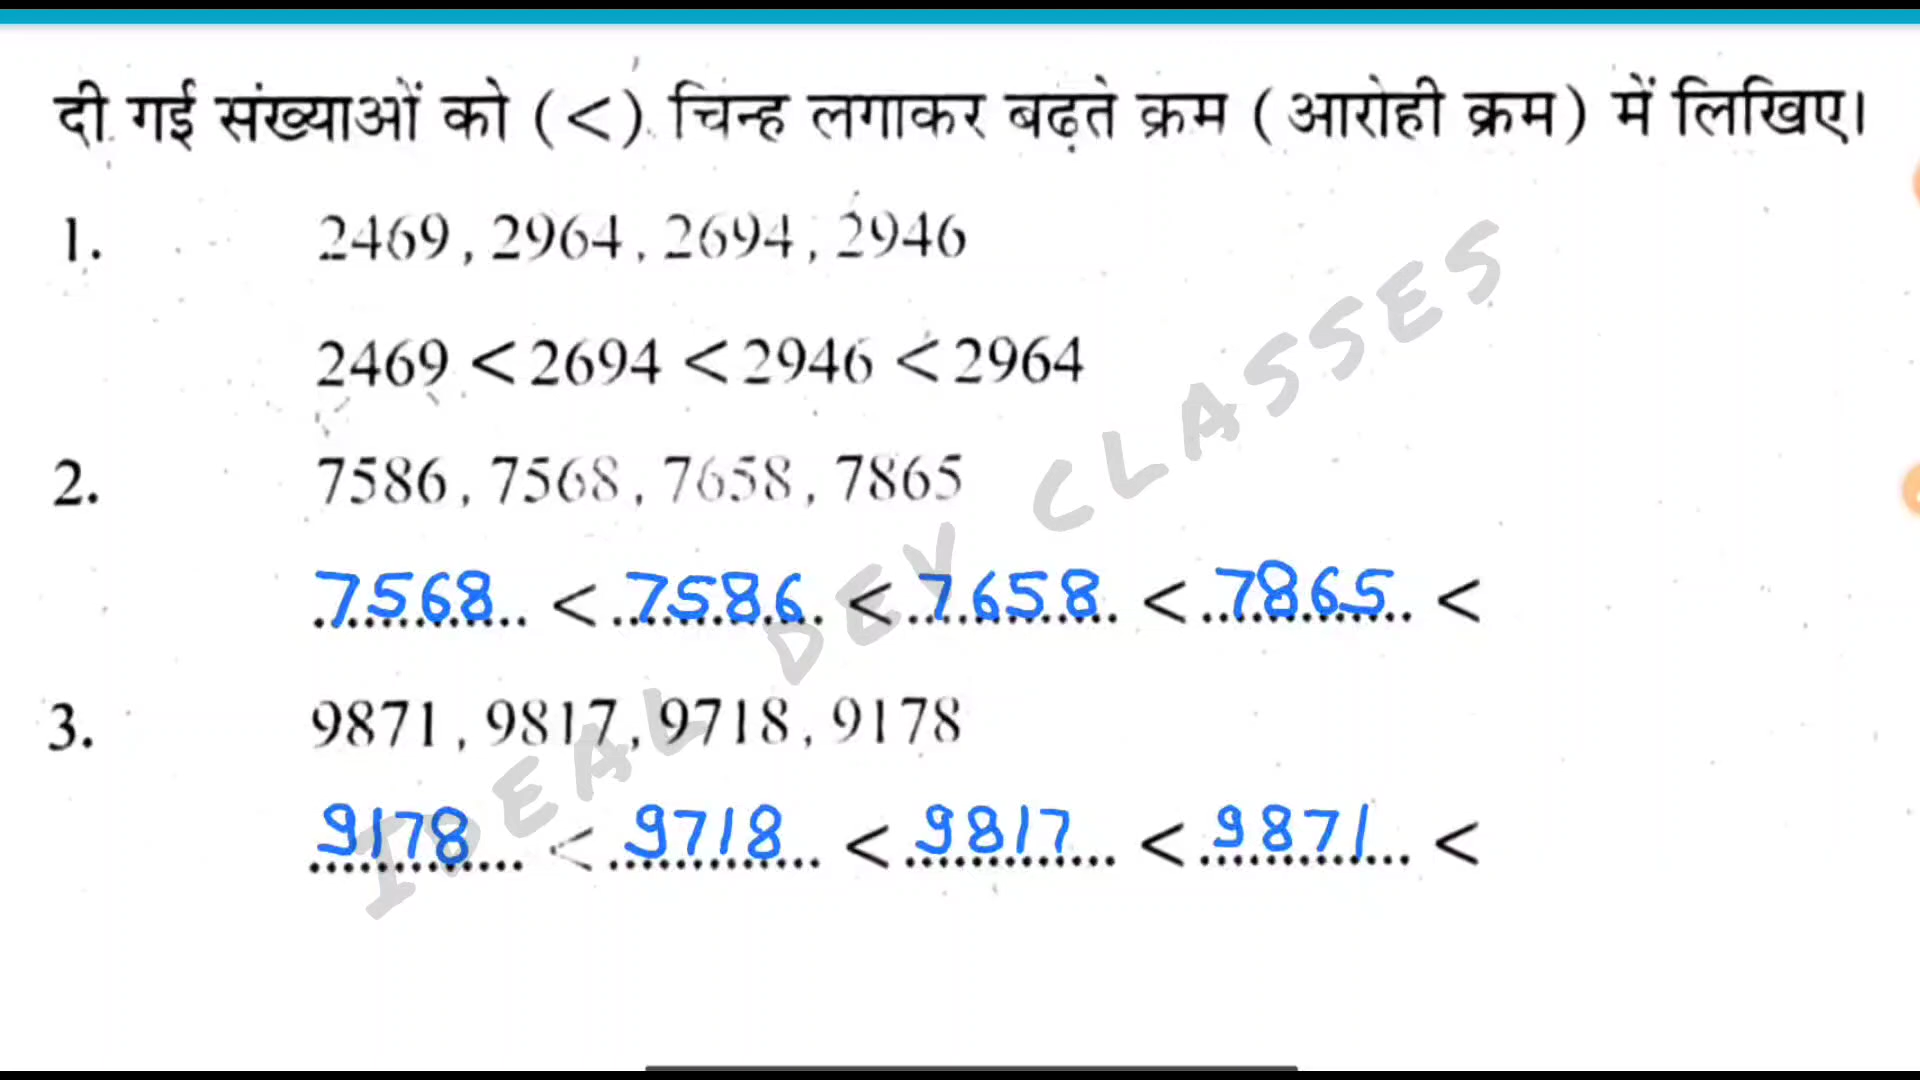 दी गई संख्याओं को (<) चिन्ह लगाकर बढ़ते क्रम (आरोही क्रम) में लिखिए।
1. 2469, 2964, 2694, 2946
2469 < 2694 < 2946 < 2964
2. 7586, 7568, 7658, 7865
7568 < 7586 < 7658 < 7865 <
3. 9871, 9817, 9718, 9178
9178 < 9718 < 9817 < 9871 <
IDEAL DEV CLASSES